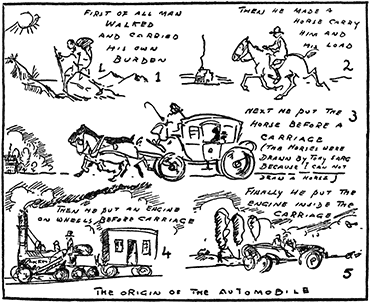 FIRST OF ALL MAN
WALKED
AND CARRIED
HIS OWN
BURDEN
1
THEN HE MADE A
HORSE CARRY
HIM AND
HIS LOAD
2
3
NEXT HE PUT THE
HORSE BEFORE A
CARRIAGE
(THE HORSES WERE
DRAWN BY TONY SARG
BECAUSE I CAN NOT
DRAW A HORSE)
THEN HE PUT AN ENGINE
ON WHEELS BEFORE CARRIAGE
4
FINALLY HE PUT THE
ENGINE INSIDE THE
CARRIAGE
5
THE ORIGIN OF THE AUTOMOBILE